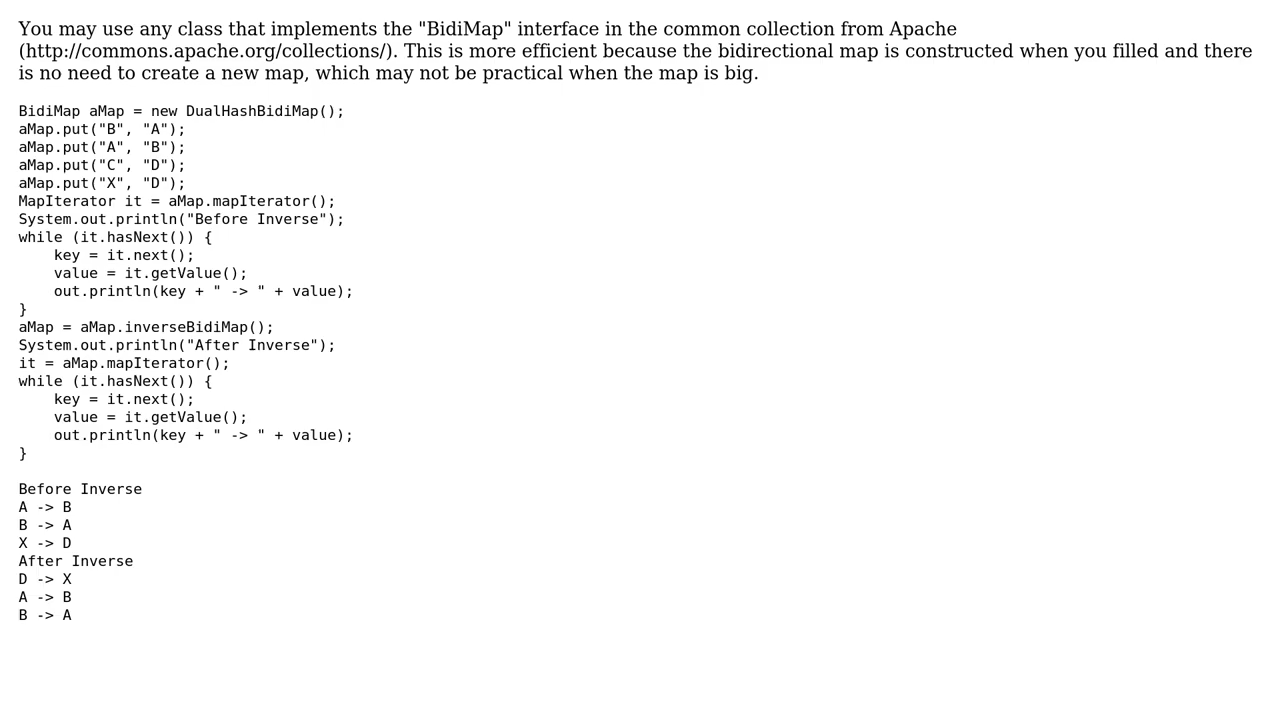 You may use any class that implements the "BidiMap" interface in the common collection from Apache
(http://commons.apache.org/collections/). This is more efficient because the bidirectional map is constructed when you filled and there
is no need to create a new map, which may not be practical when the map is big.
BidiMap aMap = new DualHashBidiMap();
aMap.put("B", "A");
aMap.put("A", "B");
aMap.put("C", "D");
aMap.put("X", "D");
MapIterator it = aMap.mapIterator();
System.out.println("Before Inverse");
while (it.hasNext()) {
    key = it.next();
    value = it.getValue();
    out.println(key + " -> " + value);
}
aMap = aMap.inverseBidiMap();
System.out.println("After Inverse");
it = aMap.mapIterator();
while (it.hasNext()) {
    key = it.next();
    value = it.getValue();
    out.println(key + " -> " + value);
}
Before Inverse
A -> B
B -> A
X -> D
After Inverse
D -> X
A -> B
B -> A